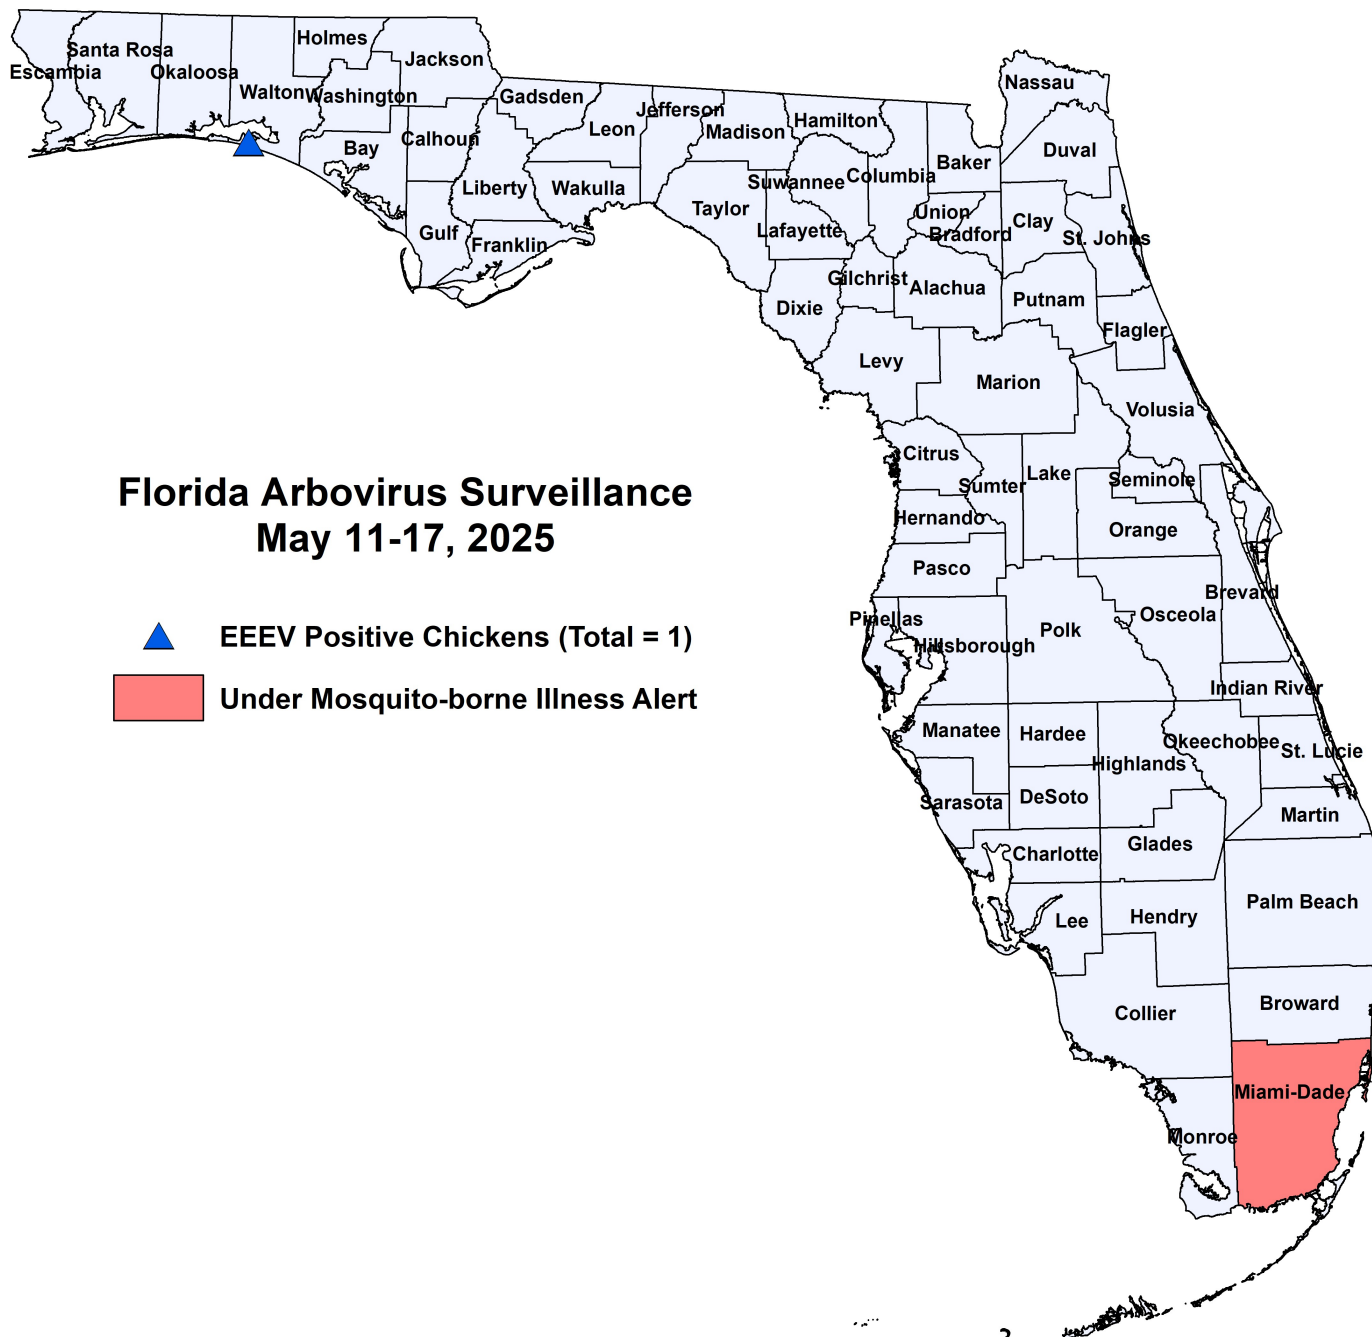 Holmes
Santa Rosa
Jackson
Escambia
Okaloosa
Walton
Washington
Gadsden
Jefferson
Nassau
Leon
Madison
Hamilton
Calhoun
Bay
Duval
Baker
Columbia
Suwannee
Liberty
Wakulla
Taylor
Union
Clay
Lafayette
Bradford
St. Johns
Gulf
Franklin
Gilchrist
Alachua
Putnam
Dixie
Flagler
Levy
Marion
Volusia
Citrus
Lake
Sumter
Seminole
Florida Arbovirus Surveillance
May 11-17, 2025
Hernando
Orange
Pasco
Brevard
Osceola
Pinellas
Polk
Hillsborough
EEEV Positive Chickens (Total = 1)
Under Mosquito-borne Illness Alert
Indian River
Manatee
Hardee
Okeechobee
St. Lucie
Highlands
Sarasota
DeSoto
Martin
Charlotte
Glades
Palm Beach
Lee
Hendry
Broward
Collier
Miami-Dade
Monroe